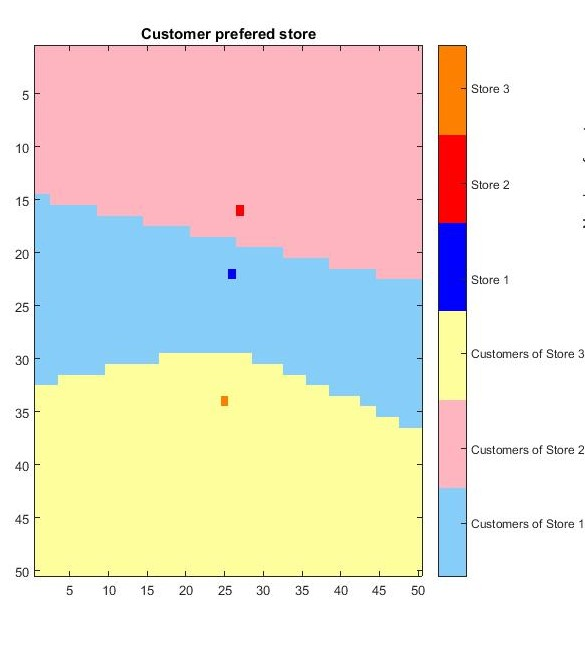 Customer prefered store
5
10
15
20
25
30
35
40
45
50
5
10
15
20
25
30
35
40
45
50
Store 3
Store 2
Store 1
Customers of Store 3
Customers of Store 2
Customers of Store 1